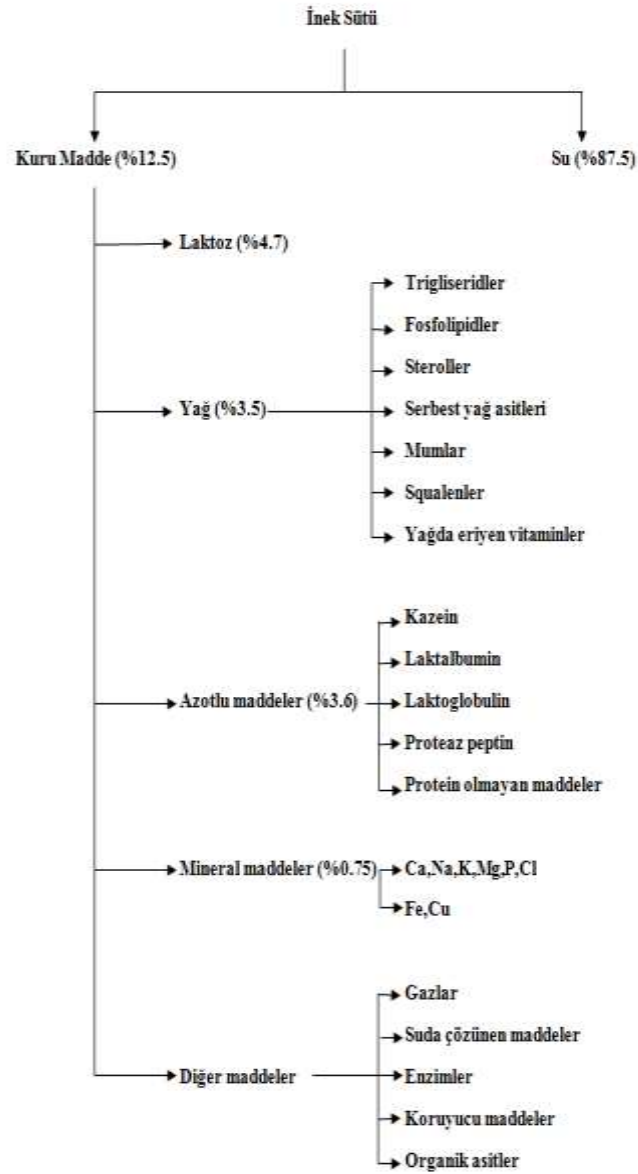 İnek Sütü
Kuru Madde (%12.5)
Su (%87.5)
Laktoz (%4.7)
Yağ (%3.5)
Trigliseridler
Fosfolipidler
Steroller
Serbest yağ asitleri
Mumlar
Squalenler
Yağda eriyen vitaminler
Azotlu maddeler (%3.6)
Kazein
Laktalbumin
Laktoglobulin
Proteaz peptin
Protein olmayan maddeler
Mineral maddeler (%0.75)
Ca,Na,K,Mg,P,Cl
Fe,Cu
Diğer maddeler
Gazlar
Suda çözünen maddeler
Enzimler
Koruyucu maddeler
Organik asitler